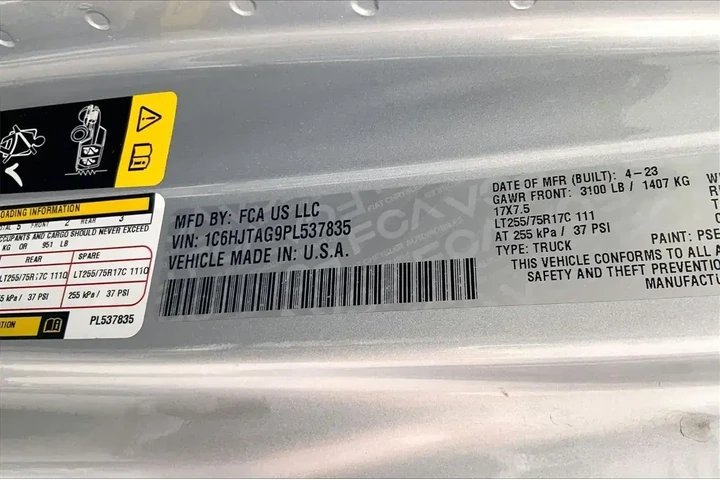 LOADING INFORMATION
TOTAL 5 FRONT 2 REAR 3
OCCUPANTS AND CARGO SHOULD NEVER EXCEED
KG OR 951 LB
REAR SPARE
LT255/75R17C 111Q LT255/75R17C 111Q
255 kPa / 37 PSI 255 kPa / 37 PSI
PL537835
MFD BY: FCA US LLC
VIN: 1C6HJTAG9PL537835
VEHICLE MADE IN U.S.A.
DATE OF MFR (BUILT): 4-23
GAWR FRONT: 3100 LB / 1407 KG
17X7.5
LT255/75R17C 111
AT 255 kPa / 37 PSI
TYPE: TRUCK PAINT: PSE
THIS VEHICLE CONFORMS TO ALL
SAFETY AND THEFT PREVENTION
MANUFACTU